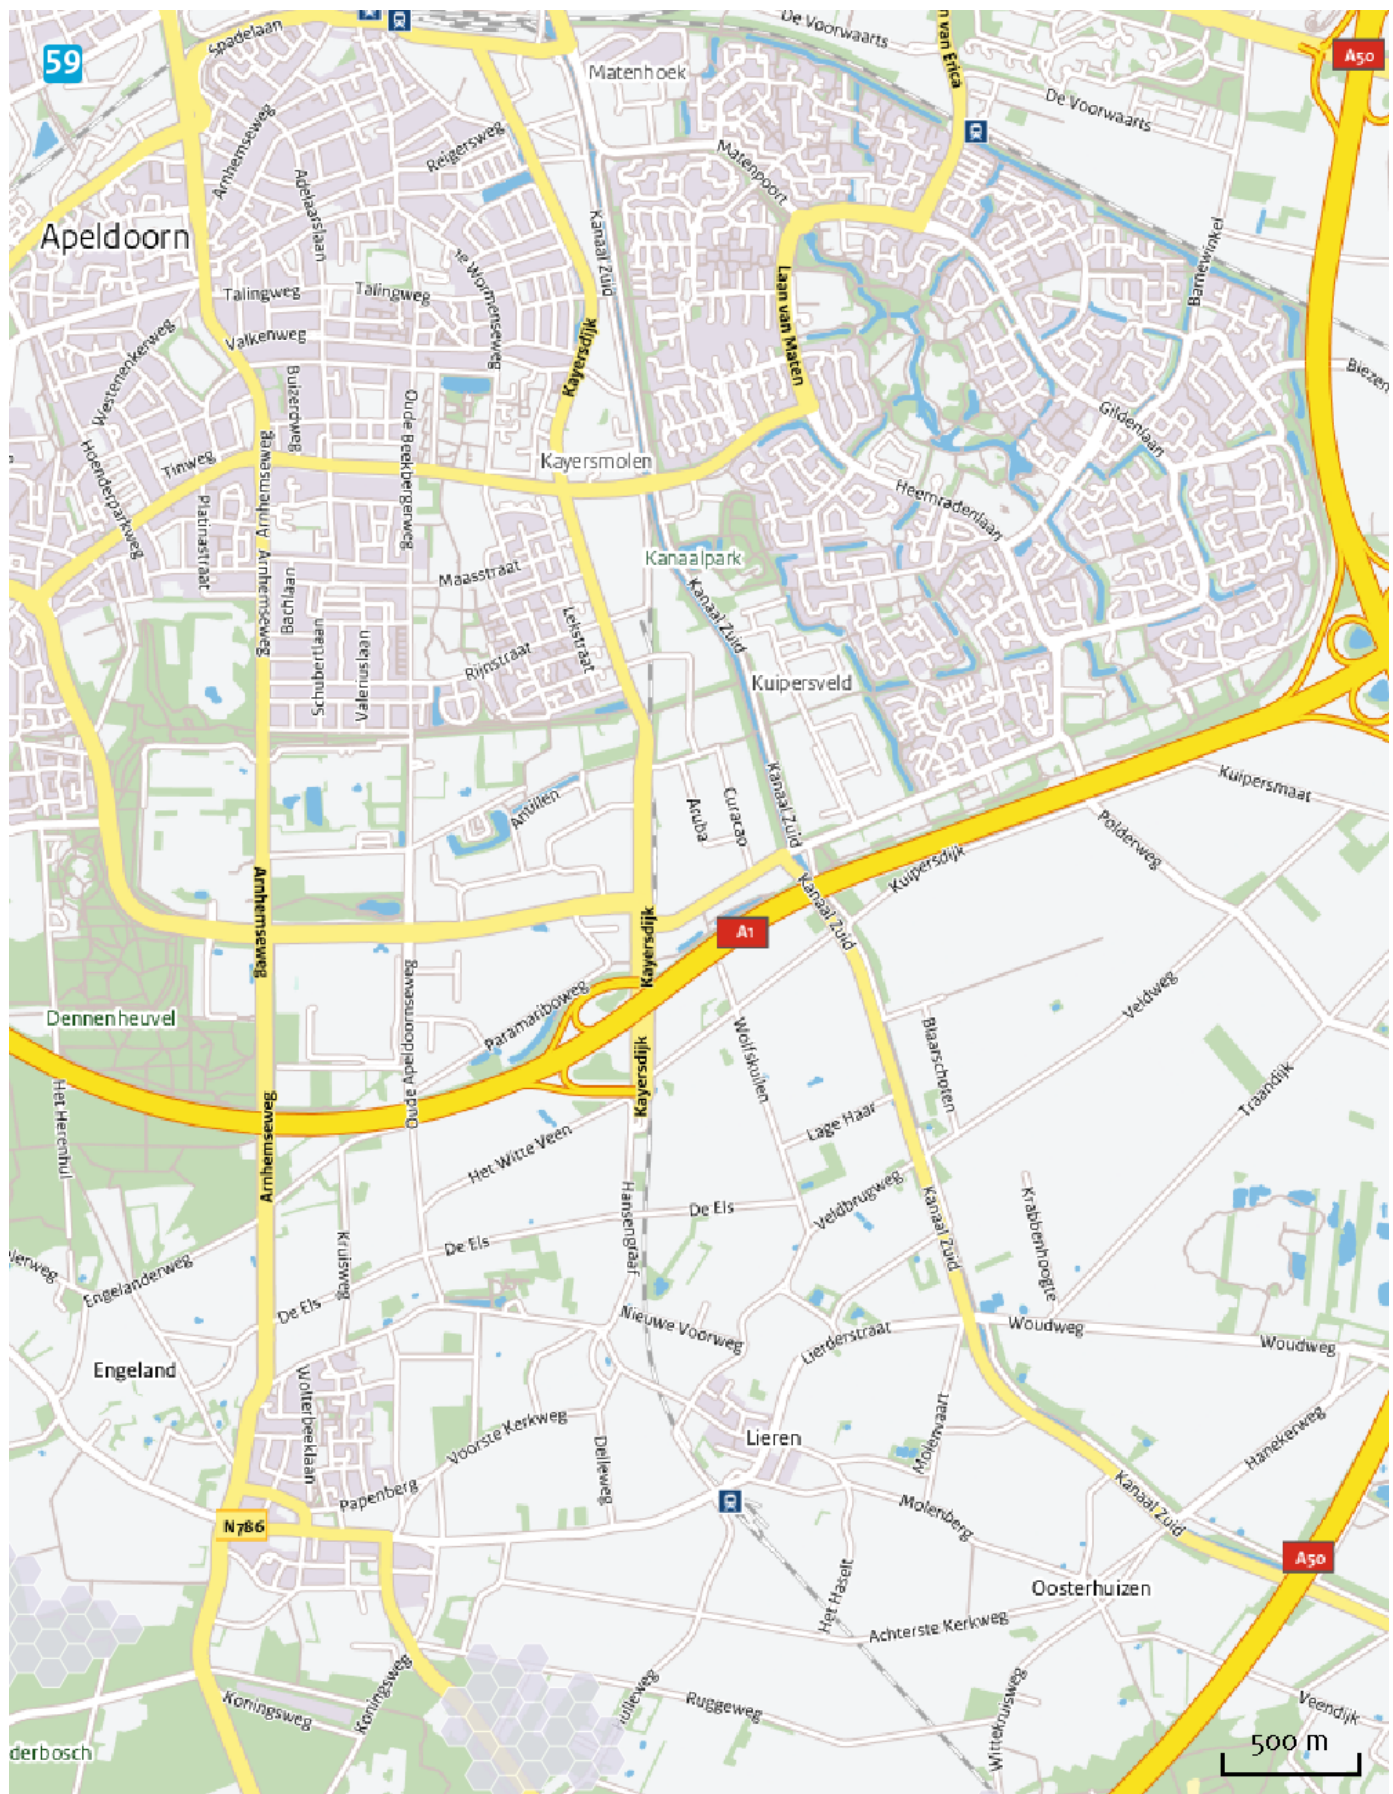 De Voorwaarts
n van Erica
Spadelaan
A50
59
Matenhoek
De Voorwaarts
Arnhemseweg
Reigersweg
Matenpoort
Adelaarslaan
Apeldoorn
Kanaal Zuid
1e Wormenseweg
Barnewinkel
Talingweg
Talingweg
Laan van Maten
Valkenweg
Kayersdijk
Westenenkerweg
Biezen
Buizerdweg
Oude Beekbergerweg
Gildenlaan
Hoenderparkweg
Tinweg
Arnhemseweg
Kayersmolen
Heemradenlaan
Platinastraat
Arnhemseweg
Kanaalpark
Maasstraat
Bachlaan
Kanaal Zuid
Lekstraat
Schubertlaan
Valeriuslaan
Rijnstraat
Kuipersveld
Kanaal Zuid
Kuipersmaat
Antillen
Aruba
Curacao
Polderweg
Kuipersdijk
Arnhemseweg
Kanaal Zuid
A1
Kayersdijk
Veldweg
Paramariboweg
Oude Apeldoornseweg
Dennenheuvel
Wolfskuilen
Blaarschoten
Kayersdijk
Traandijk
Het Herenhul
Arnhemseweg
Lage Haar
Het Witte Veen
Veldbrugweg
Kanaal Zuid
Krabbenhoogte
De Els
Hansengraaf
De Els
Kruisweg
Engelanderweg
De Els
Nieuwe Voorweg
Lierderstraat
Woudweg
Woudweg
Engeland
Wolterbeeklaan
Voorste Kerkweg
Lieren
Molenvaart
Hanekerweg
Delleweg
Papenberg
Molenberg
Kanaal Zuid
N786
A50
Het Haselt
Oosterhuizen
Achterste Kerkweg
Koningsweg
Koningsweg
Ruggeweg
Wittekruisweg
Veendijk
derbosch
500 m